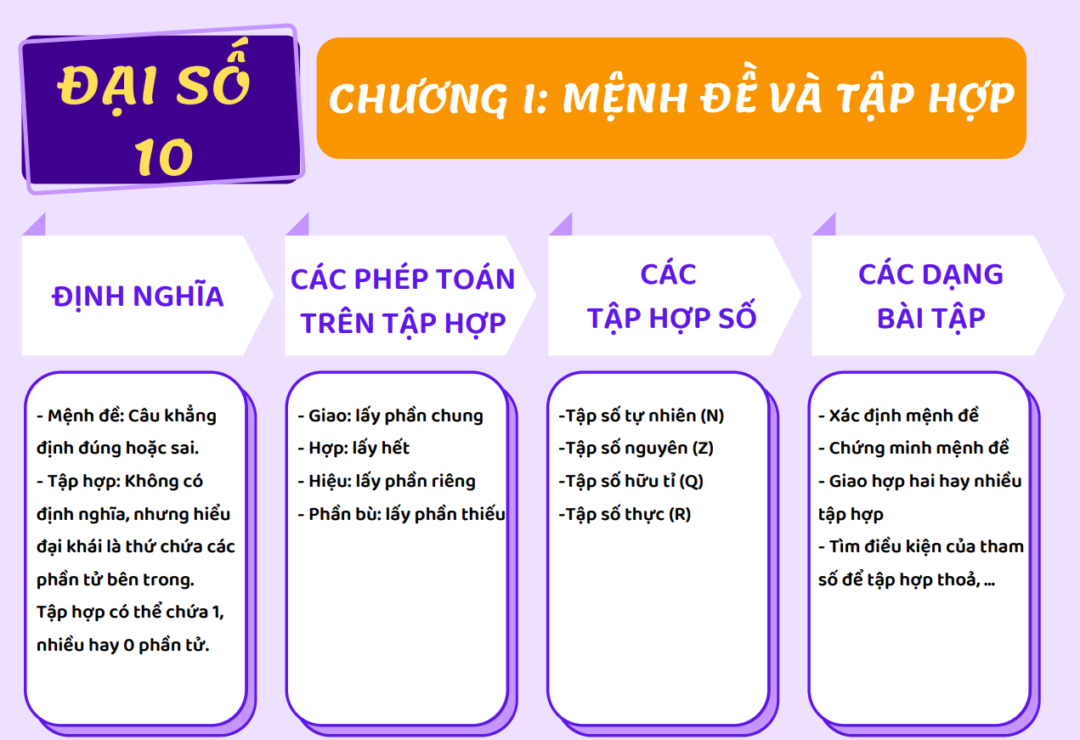 ĐẠI SỐ
10
CHƯƠNG I: MỆNH ĐỀ VÀ TẬP HỢP
ĐỊNH NGHĨA
- Mệnh đề: Câu khẳng
định đúng hoặc sai.
- Tập hợp: Không có
định nghĩa, nhưng hiểu
đại khái là thứ chứa các
phần tử bên trong.
Tập hợp có thể chứa 1,
nhiều hay 0 phần tử.
CÁC PHÉP TOÁN
TRÊN TẬP HỢP
- Giao: lấy phần chung
- Hợp: lấy hết
- Hiệu: lấy phần riêng
- Phần bù: lấy phần thiếu
CÁC
TẬP HỢP SỐ
-Tập số tự nhiên (N)
-Tập số nguyên (Z)
-Tập số hữu tỉ (Q)
-Tập số thực (R)
CÁC DẠNG
BÀI TẬP
- Xác định mệnh đề
- Chứng minh mệnh đề
- Giao hợp hai hay nhiều
tập hợp
- Tìm điều kiện của tham
số để tập hợp thoả, ...